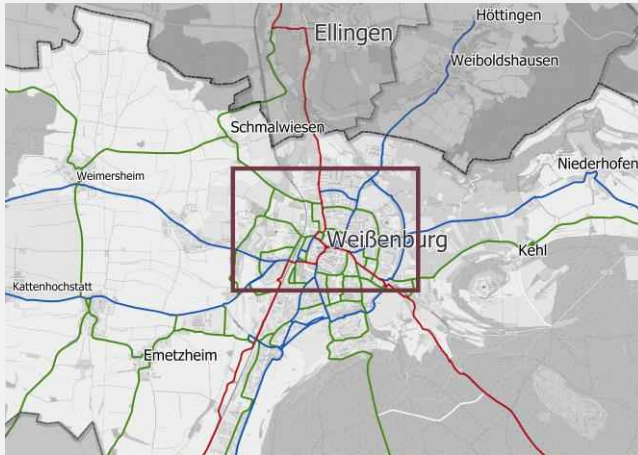 Höttingen
Ellingen
Weiboldshausen
Schmalwiesen
Niederhofen
Weimersheim
Weißenburg
Kehl
Kattenhochstatt
Emetzheim